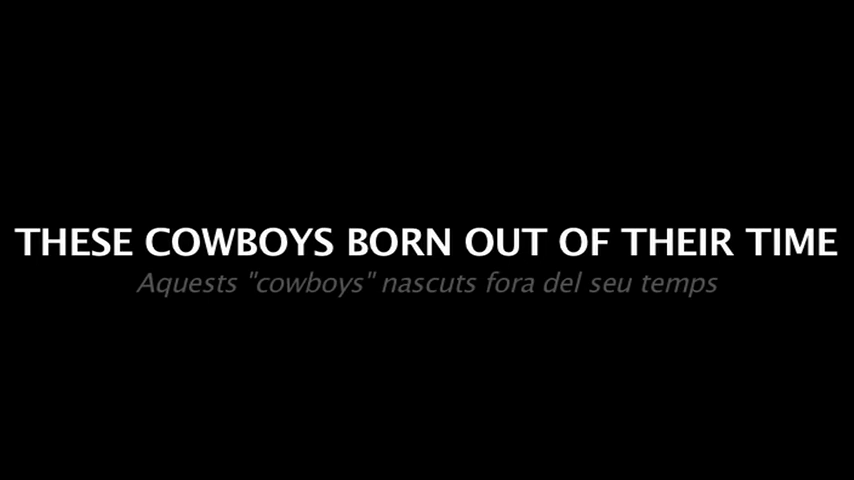 THESE COWBOYS BORN OUT OF THEIR TIME
Aquests "cowboys" nascuts fora del seu temps